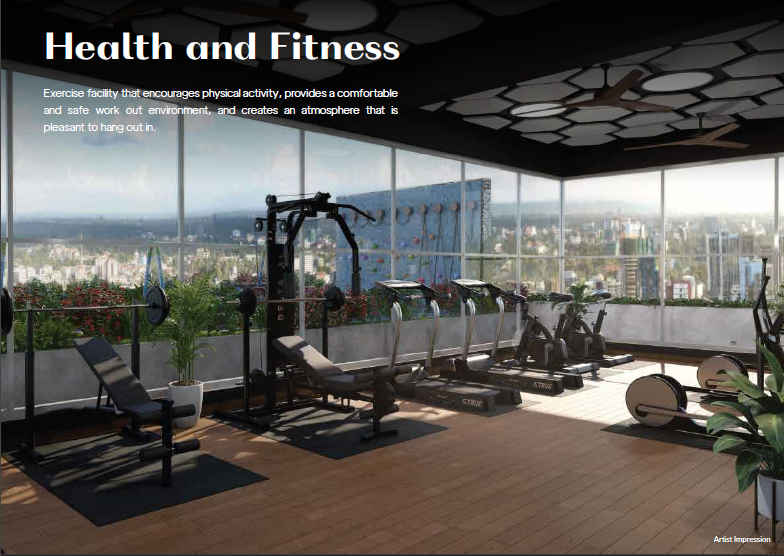 Health and Fitness
Exercise facility that encourages physical activity, provides a comfortable
and safe work out environment, and creates an atmosphere that is
pleasant to hang out in.
Artist Impression